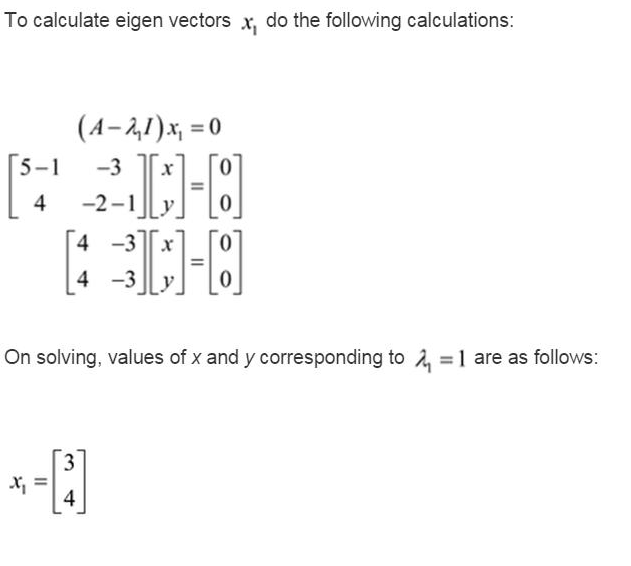 To calculate eigen vectors x₁ do the following calculations:
(A−λ₁I)x₁ = 0
[5−1 −3; 4 −2−1][x; y]=[0; 0]
[4 −3; 4 −3][x; y]=[0; 0]
On solving, values of x and y corresponding to λ₁ = 1 are as follows:
x₁ = [3; 4]